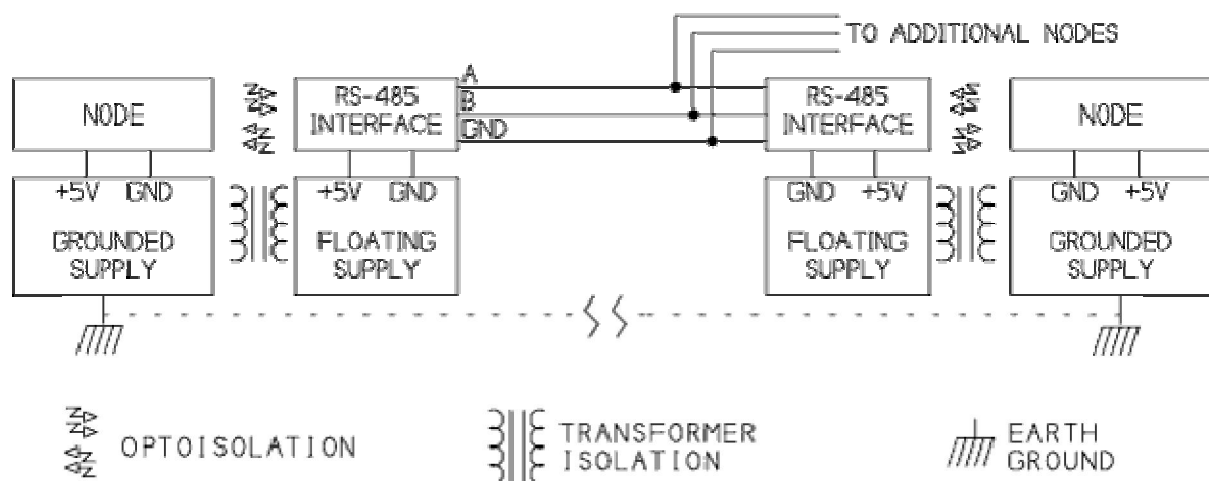 TO ADDITIONAL NODES
NODE
RS-485
INTERFACE
A
B
GND
RS-485
INTERFACE
NODE
+5V GND
GROUNDED
SUPPLY
+5V GND
FLOATING
SUPPLY
GND +5V
FLOATING
SUPPLY
GND +5V
GROUNDED
SUPPLY
OPTOISOLATION
TRANSFORMER
ISOLATION
EARTH
GROUND